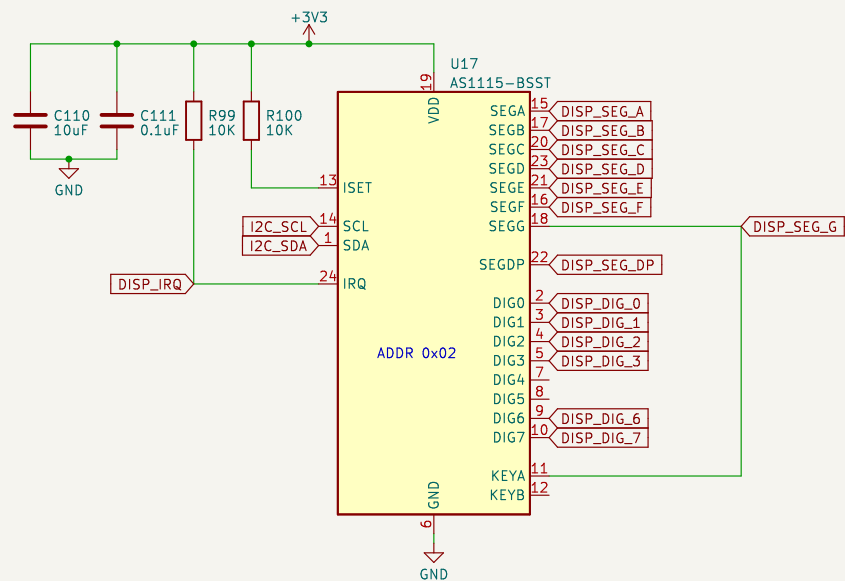 +3V3
U17
AS1115-BSST
C110
10uF
C111
0.1uF
R99
10K
R100
10K
GND
19
VDD
13 ISET
I2C_SCL 14 SCL
I2C_SDA 1 SDA
DISP_IRQ 24 IRQ
ADDR 0x02
SEGA 15 DISP_SEG_A
SEGB 17 DISP_SEG_B
SEGC 20 DISP_SEG_C
SEGD 23 DISP_SEG_D
SEGE 21 DISP_SEG_E
SEGF 16 DISP_SEG_F
SEGG 18 DISP_SEG_G
SEGDP 22 DISP_SEG_DP
DIG0 2 DISP_DIG_0
DIG1 3 DISP_DIG_1
DIG2 4 DISP_DIG_2
DIG3 5 DISP_DIG_3
DIG4 7
DIG5 8
DIG6 9 DISP_DIG_6
DIG7 10 DISP_DIG_7
KEYA 11
KEYB 12
GND
6
GND